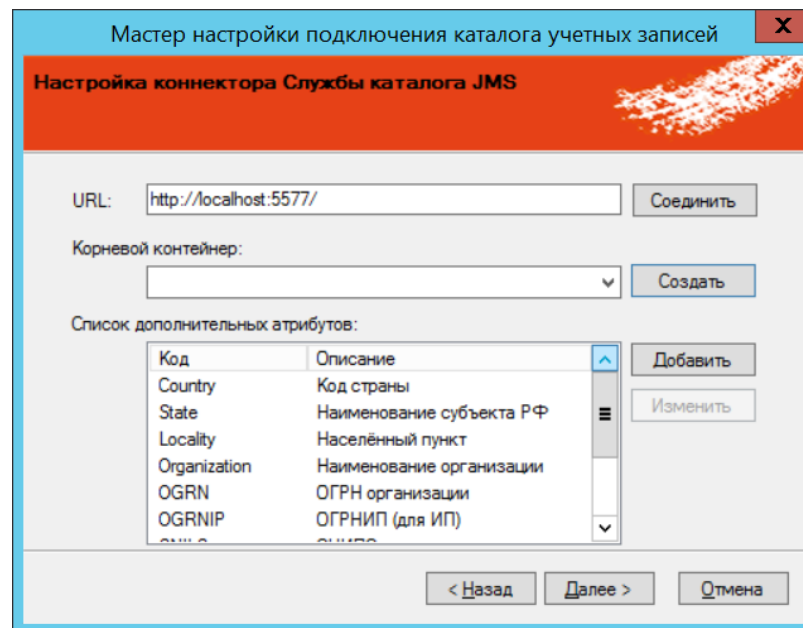 Мастер настройки подключения каталога учетных записей
Настройка коннектора Службы каталога JMS
URL: http://localhost:5577/ Соединить
Корневой контейнер:
Создать
Список дополнительных атрибутов:
Код Описание Добавить
Country Код страны
State Наименование субъекта РФ Изменить
Locality Населённый пункт
Organization Наименование организации
OGRN ОГРН организации
OGRNIP ОГРНИП (для ИП)
< Назад Далее > Отмена